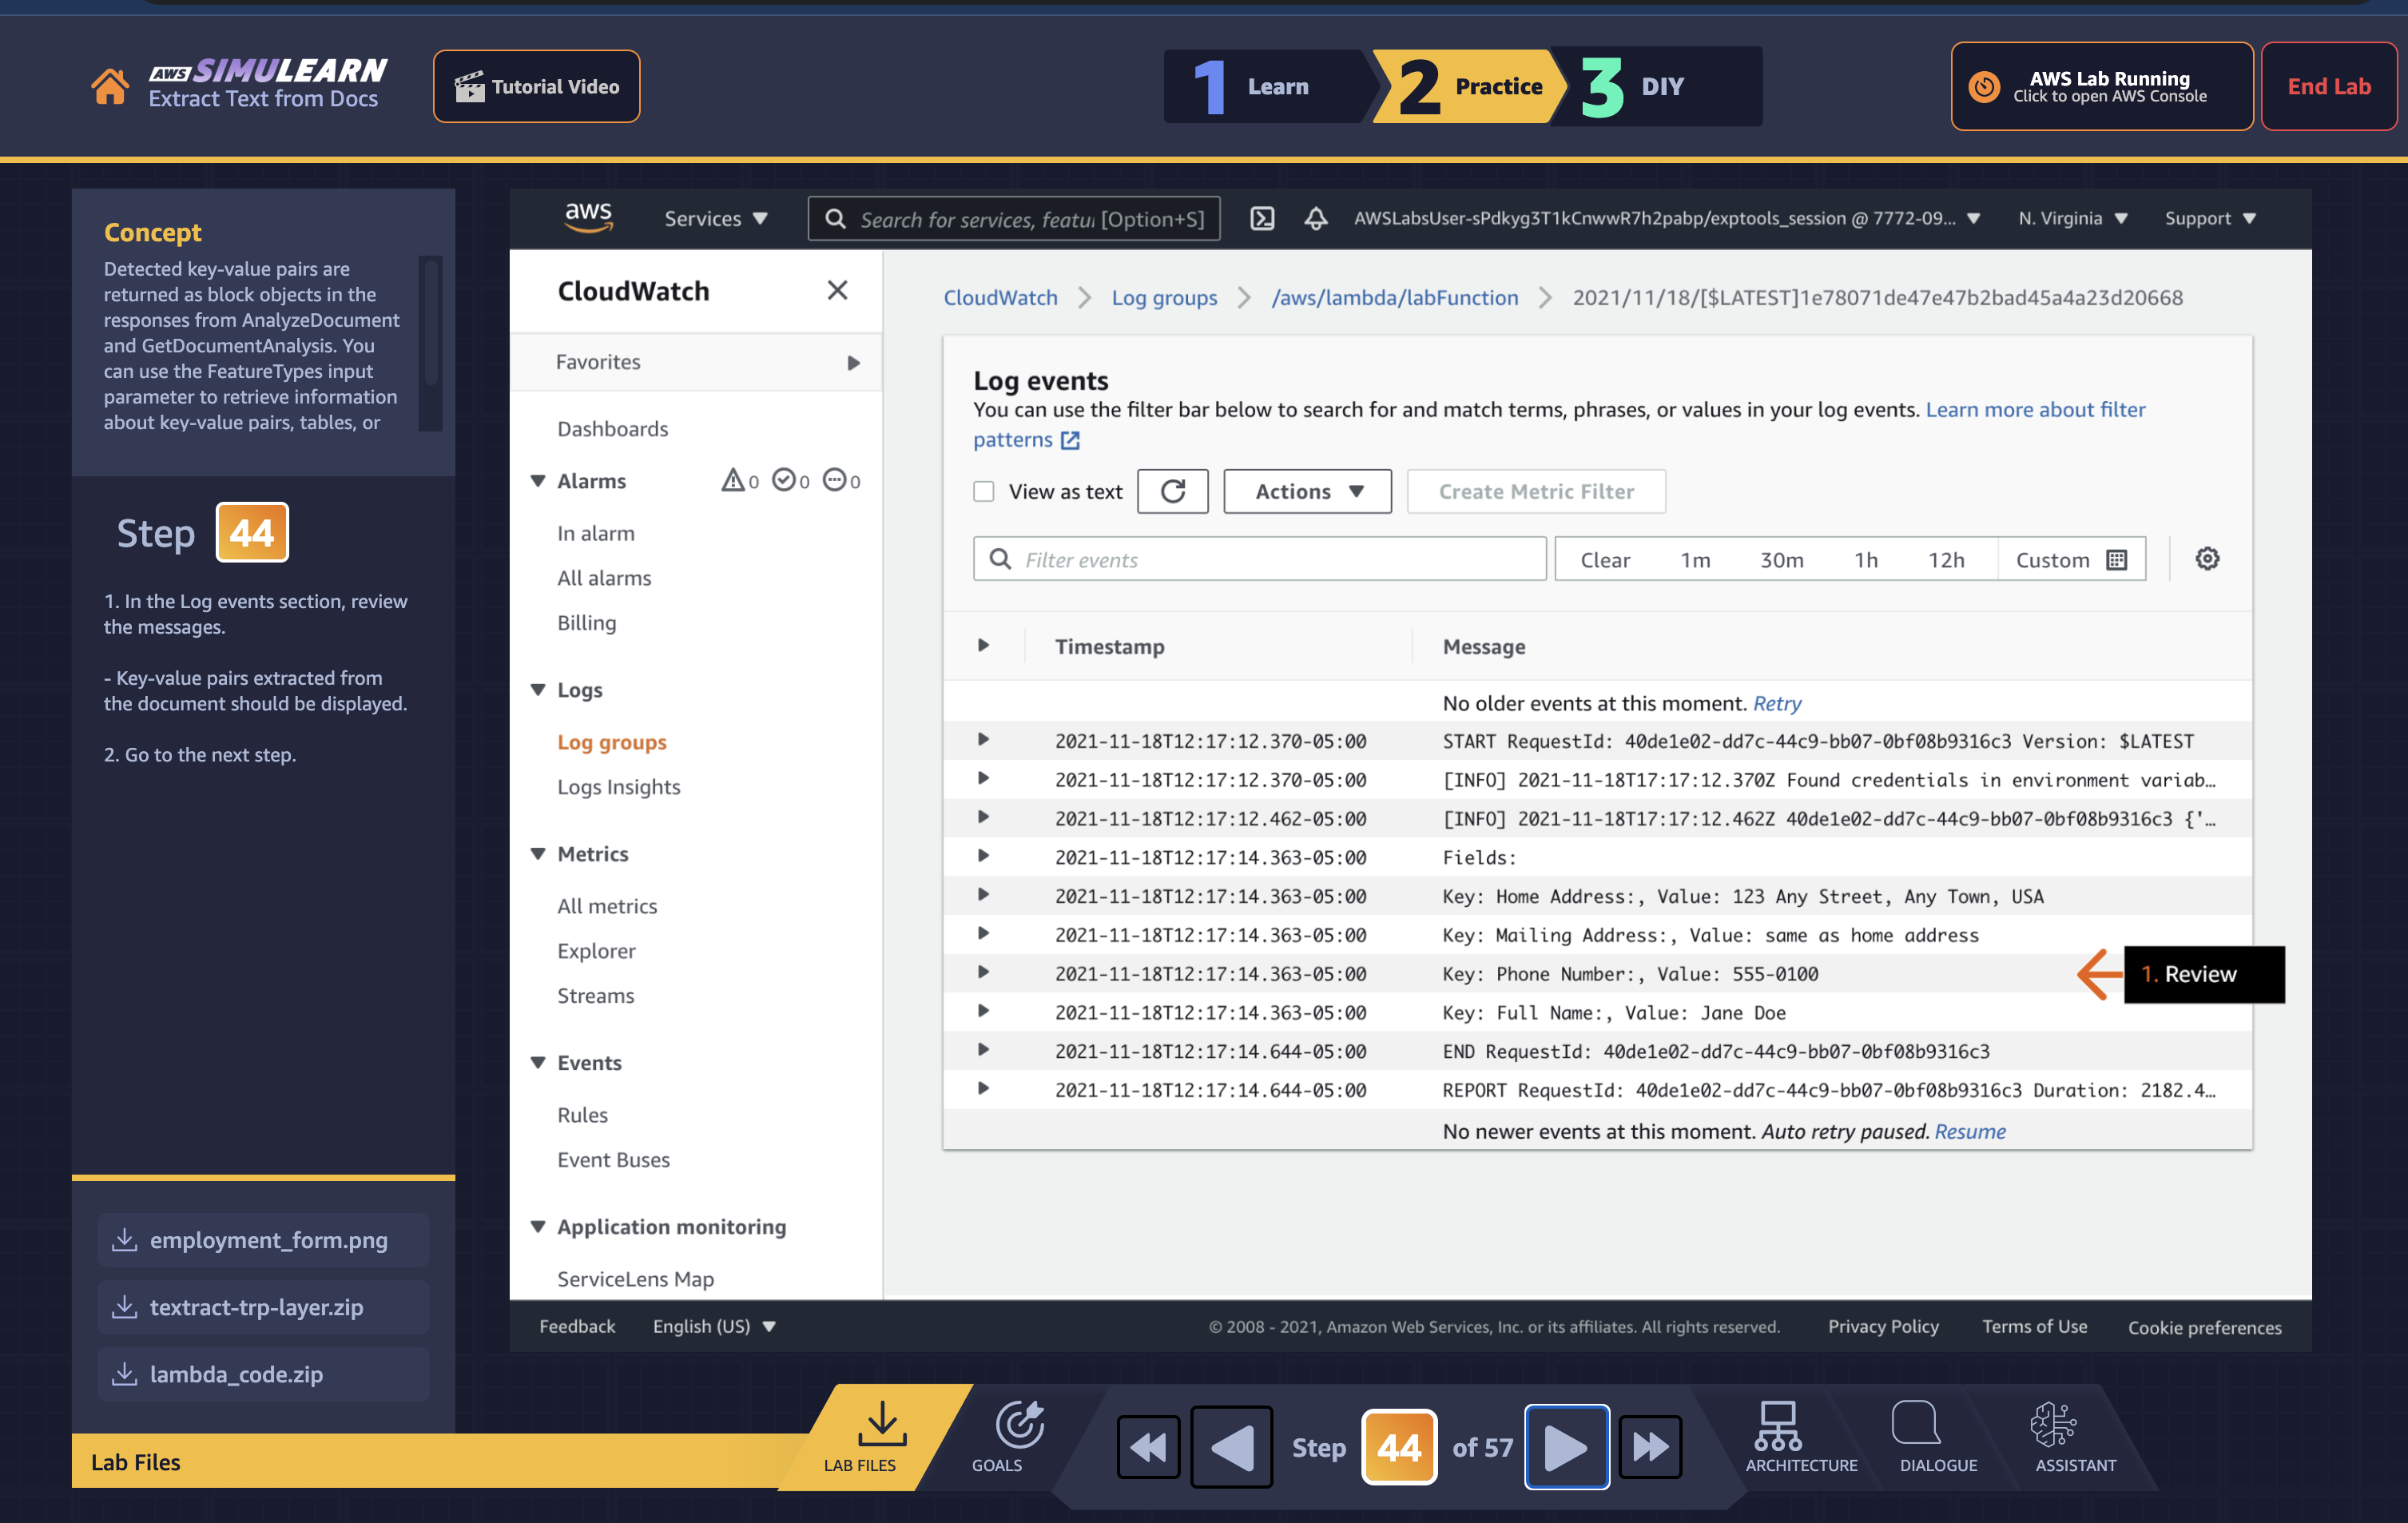 aws SIMULEARN
Extract Text from Docs
Tutorial Video
1 Learn
2 Practice
3 DIY
AWS Lab Running
Click to open AWS Console
End Lab
Concept
Detected key-value pairs are
returned as block objects in the
responses from AnalyzeDocument
and GetDocumentAnalysis. You
can use the FeatureTypes input
parameter to retrieve information
about key-value pairs, tables, or
Step 44
1. In the Log events section, review
the messages.
- Key-value pairs extracted from
the document should be displayed.
2. Go to the next step.
employment_form.png
textract-trp-layer.zip
lambda_code.zip
Lab Files
aws
Services
Search for services, featu [Option+S]
AWSLabsUser-sPdkyg3T1kCnwwR7h2pabp/exptools_session @ 7772-09...
N. Virginia
Support
CloudWatch
Favorites
Dashboards
Alarms 0 0 0
In alarm
All alarms
Billing
Logs
Log groups
Logs Insights
Metrics
All metrics
Explorer
Streams
Events
Rules
Event Buses
Application monitoring
ServiceLens Map
CloudWatch > Log groups > /aws/lambda/labFunction > 2021/11/18/[$LATEST]1e78071de47e47b2bad45a4a23d20668
Log events
You can use the filter bar below to search for and match terms, phrases, or values in your log events. Learn more about filter
patterns
View as text
Actions
Create Metric Filter
Filter events
Clear 1m 30m 1h 12h Custom
Timestamp Message
No older events at this moment. Retry
2021-11-18T12:17:12.370-05:00 START RequestId: 40de1e02-dd7c-44c9-bb07-0bf08b9316c3 Version: $LATEST
2021-11-18T12:17:12.370-05:00 [INFO] 2021-11-18T17:17:12.370Z Found credentials in environment variab...
2021-11-18T12:17:12.462-05:00 [INFO] 2021-11-18T17:17:12.462Z 40de1e02-dd7c-44c9-bb07-0bf08b9316c3 {'...
2021-11-18T12:17:14.363-05:00 Fields:
2021-11-18T12:17:14.363-05:00 Key: Home Address:, Value: 123 Any Street, Any Town, USA
2021-11-18T12:17:14.363-05:00 Key: Mailing Address:, Value: same as home address
2021-11-18T12:17:14.363-05:00 Key: Phone Number:, Value: 555-0100
1. Review
2021-11-18T12:17:14.363-05:00 Key: Full Name:, Value: Jane Doe
2021-11-18T12:17:14.644-05:00 END RequestId: 40de1e02-dd7c-44c9-bb07-0bf08b9316c3
2021-11-18T12:17:14.644-05:00 REPORT RequestId: 40de1e02-dd7c-44c9-bb07-0bf08b9316c3 Duration: 2182.4...
No newer events at this moment. Auto retry paused. Resume
Feedback
English (US)
© 2008 - 2021, Amazon Web Services, Inc. or its affiliates. All rights reserved.
Privacy Policy
Terms of Use
Cookie preferences
LAB FILES
GOALS
Step 44 of 57
ARCHITECTURE
DIALOGUE
ASSISTANT